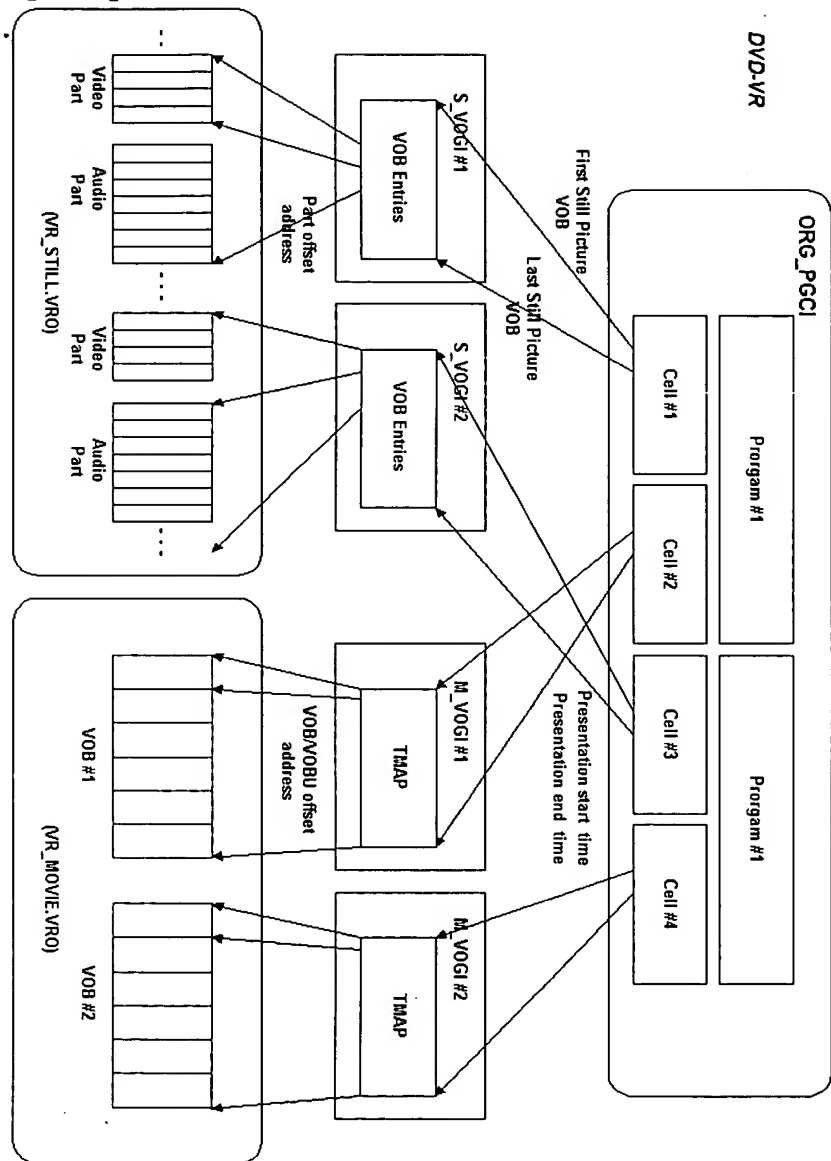 DVD-VR
ORG_PGCI
Prorgam #1
Prorgam #1
Cell #1
Cell #2
Cell #3
Cell #4
First Still Picture
VOB
Last Still Picture
VOB
Presentation start time
Presentation end time
S_VOGI #1
VOB Entries
S_VOGI #2
VOB Entries
M_VOGI #1
TMAP
M_VOGI #2
TMAP
Part offset
address
VOB/VOBU offset
address
...
Video
Part
Audio
Part
...
Video
Part
Audio
Part
...
(VR_STILL.VRO)
VOB #1
VOB #2
(VR_MOVIE.VRO)